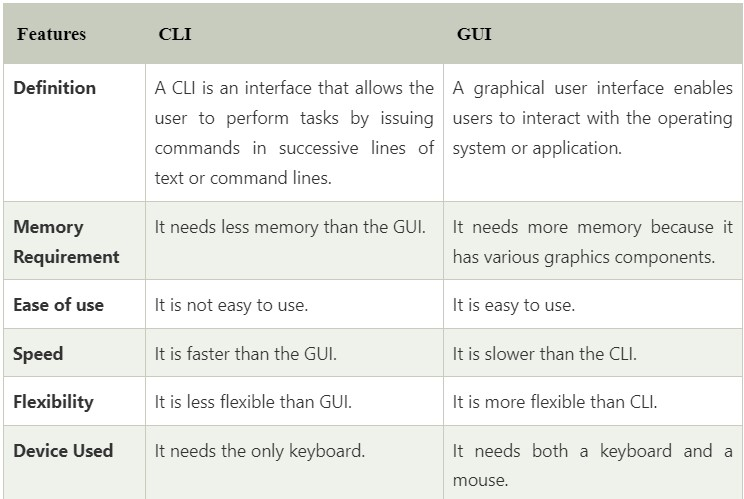 Features CLI GUI
Definition
A CLI is an interface that allows the
user to perform tasks by issuing
commands in successive lines of
text or command lines.
A graphical user interface enables
users to interact with the operating
system or application.
Memory
Requirement
It needs less memory than the GUI.
It needs more memory because it
has various graphics components.
Ease of use
It is not easy to use.
It is easy to use.
Speed
It is faster than the GUI.
It is slower than the CLI.
Flexibility
It is less flexible than GUI.
It is more flexible than CLI.
Device Used
It needs the only keyboard.
It needs both a keyboard and a
mouse.